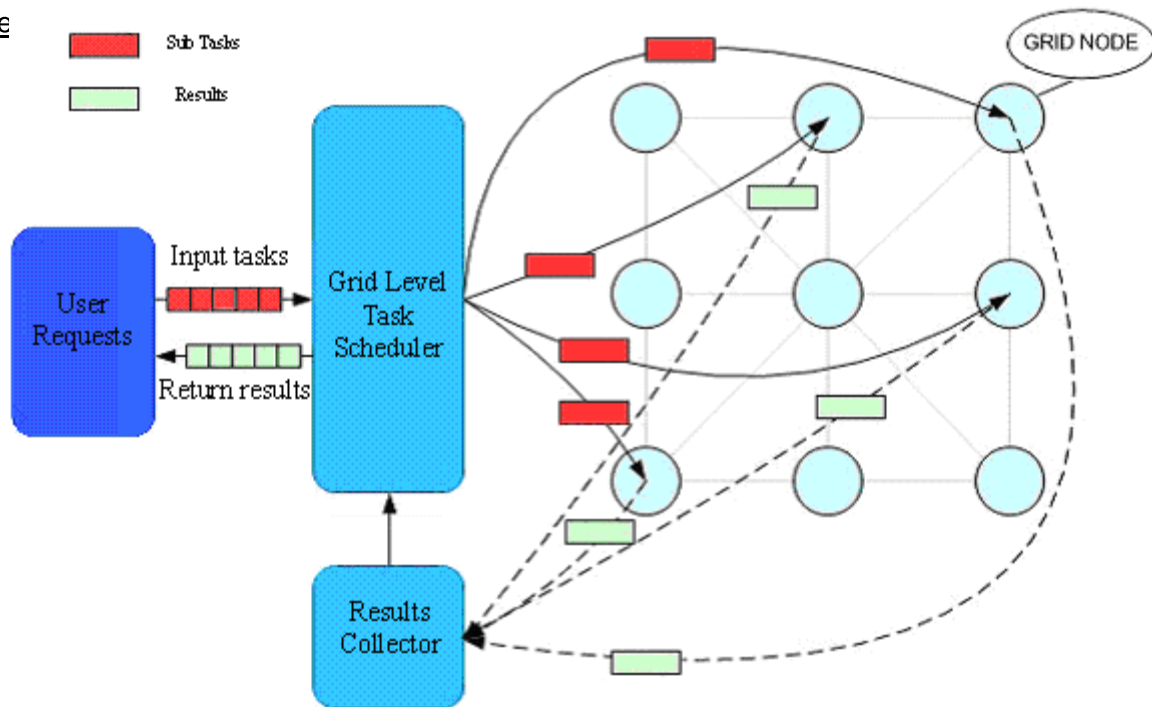 e
Sub Tasks
Results
GRID NODE
Input tasks
User
Requests
Return results
Grid Level
Task
Scheduler
Results
Collector